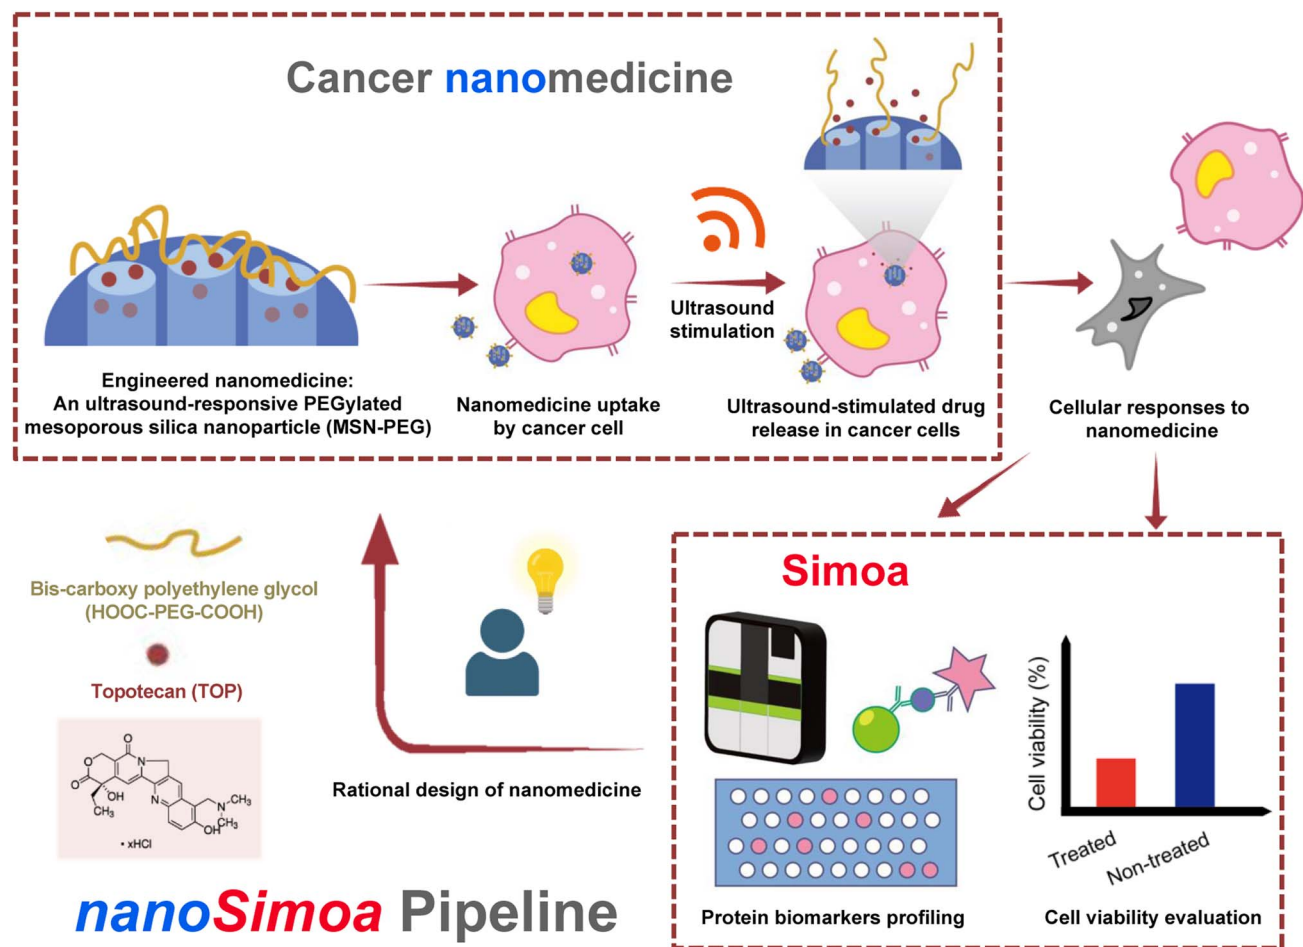 Cancer nanomedicine
Engineered nanomedicine:
An ultrasound-responsive PEGylated
mesoporous silica nanoparticle (MSN-PEG)
Nanomedicine uptake
by cancer cell
Ultrasound
stimulation
Ultrasound-stimulated drug
release in cancer cells
Cellular responses to
nanomedicine
Bis-carboxy polyethylene glycol
(HOOC-PEG-COOH)
Topotecan (TOP)
O
O
N
O
OH
CH₃
N
N
CH₃
CH₃
OH
• xHCl
Rational design of nanomedicine
Simoa
Protein biomarkers profiling
Cell viability (%)
Treated
Non-treated
Cell viability evaluation
nanoSimoa Pipeline